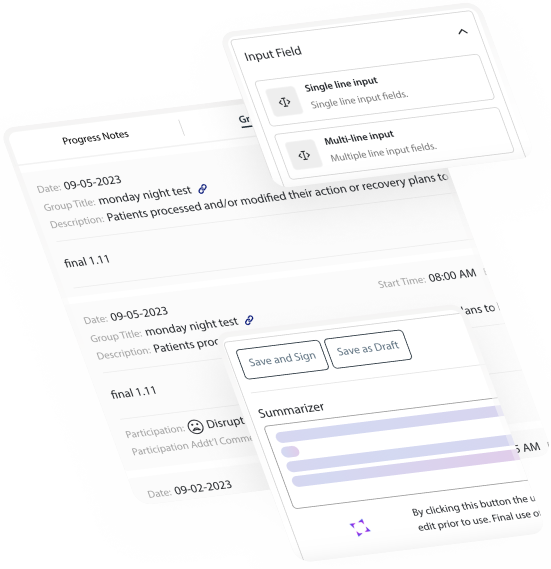 Input Field
Single line input
Single line input fields.
Multi-line input
Multiple line input fields.
Progress Notes
Gr
Date: 09-05-2023
Group Title: monday night test
Description: Patients processed and/or modified their action or recovery plans to
final 1.11
Start Time: 08:00 AM
Date: 09-05-2023
Group Title: monday night test
Description: Patients proc
lans to
final 1.11
Participation: Disrupt
Participation Addt'l Comm
AM
Date: 09-02-2023
Save and Sign
Save as Draft
Summarizer
By clicking this button the u
edit prior to use. Final use o